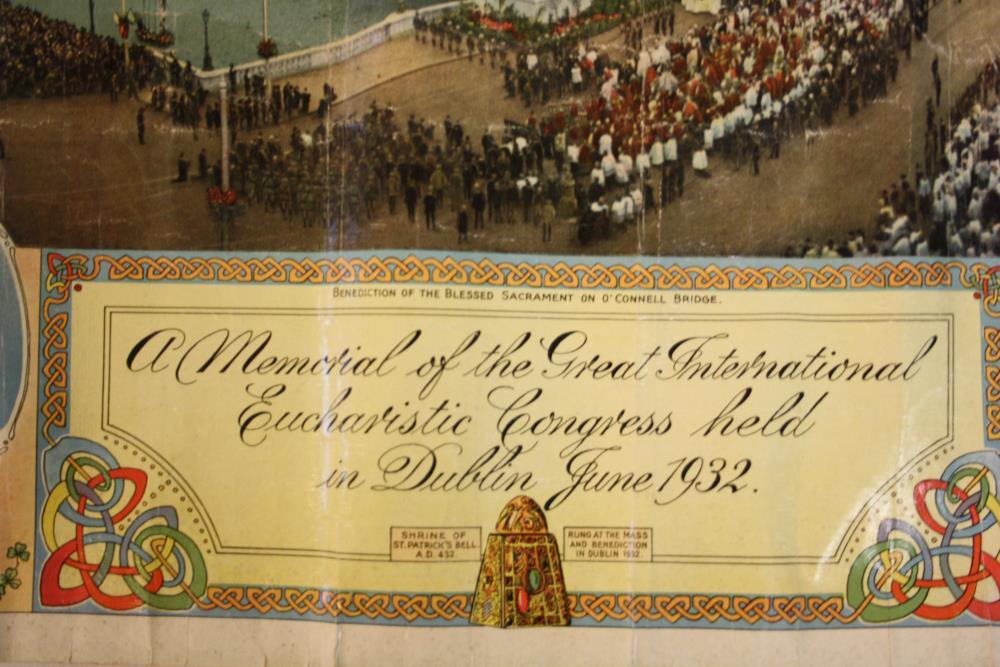 BENEDICTION OF THE BLESSED SACRAMENT ON O'CONNELL BRIDGE.
A Memorial of the Great International
Eucharistic Congress held
in Dublin June 1932.
SHRINE OF
ST. PATRICK'S BELL
A.D. 432.
RUNG AT THE MASS
AND BENEDICTION
IN DUBLIN 1932.